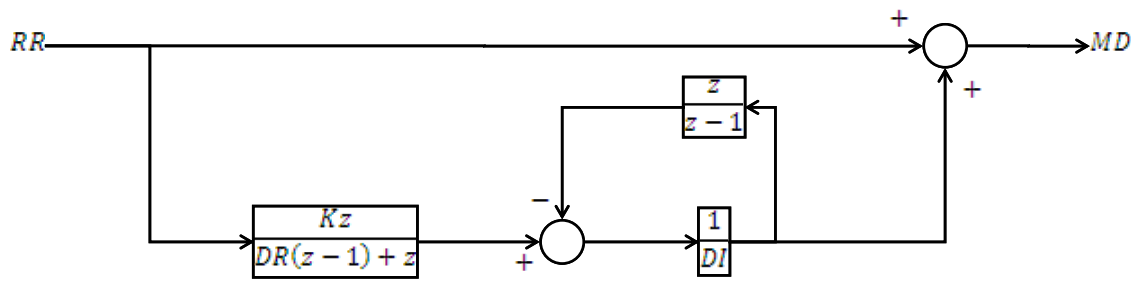 +
RR
MD
+
z
z − 1
−
Kz
DR(z − 1) + z
+
1
DI